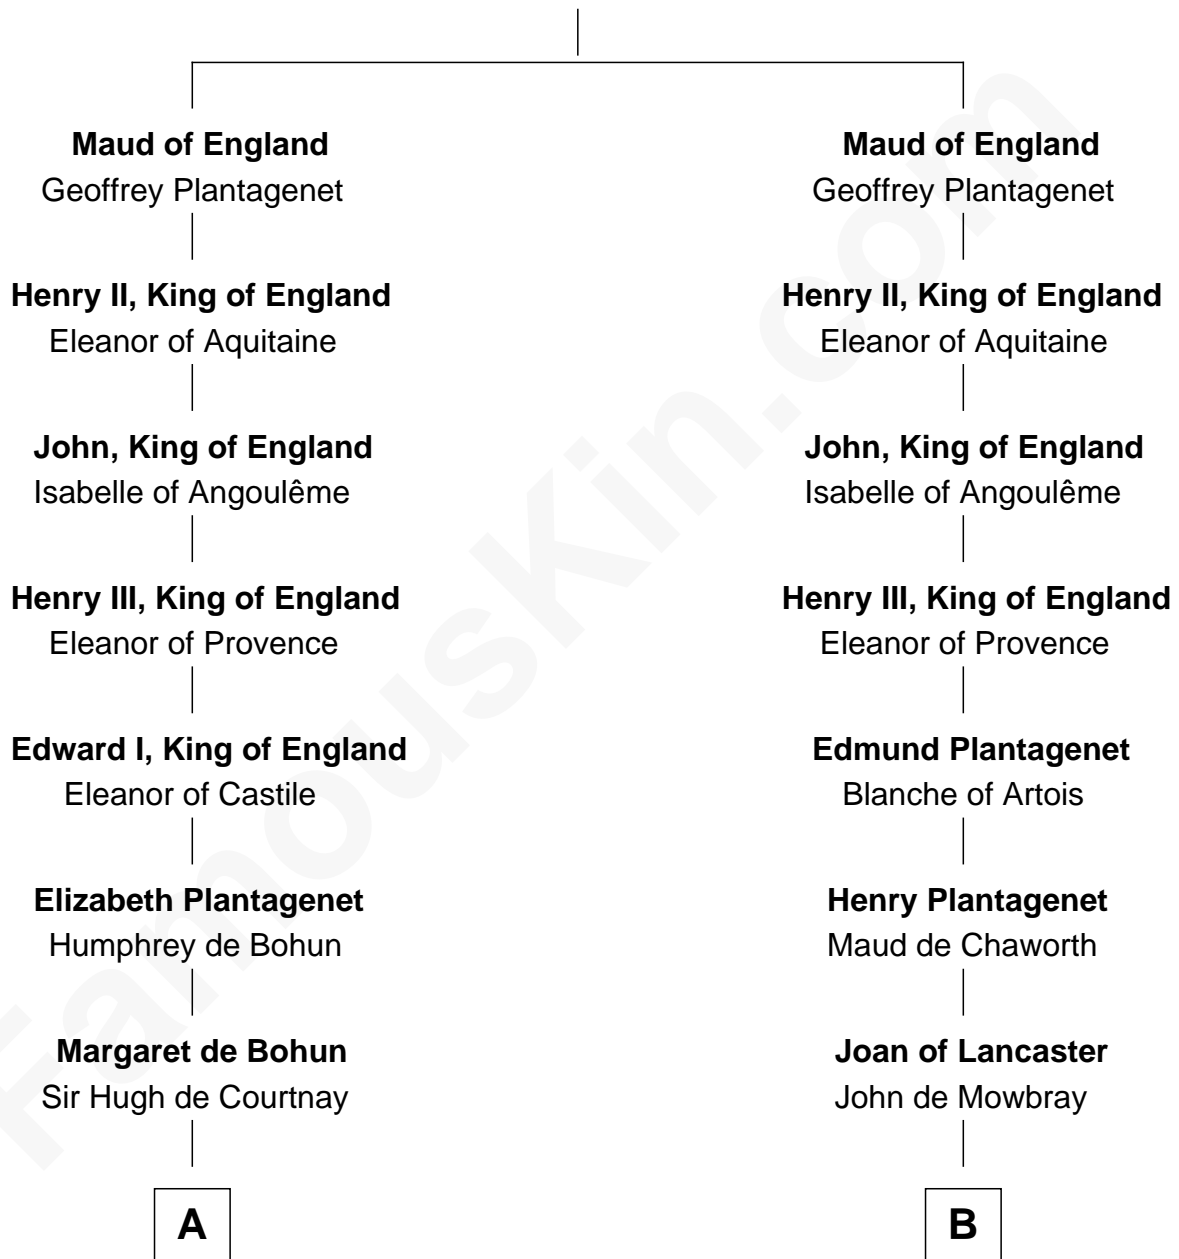 Maud of England
Geoffrey Plantagenet
Henry II, King of England
Eleanor of Aquitaine
John, King of England
Isabelle of Angoulême
Henry III, King of England
Eleanor of Provence
Edward I, King of England
Eleanor of Castile
Elizabeth Plantagenet
Humphrey de Bohun
Margaret de Bohun
Sir Hugh de Courtnay
A
Maud of England
Geoffrey Plantagenet
Henry II, King of England
Eleanor of Aquitaine
John, King of England
Isabelle of Angoulême
Henry III, King of England
Eleanor of Provence
Edmund Plantagenet
Blanche of Artois
Henry Plantagenet
Maud de Chaworth
Joan of Lancaster
John de Mowbray
B
FamousKin.com